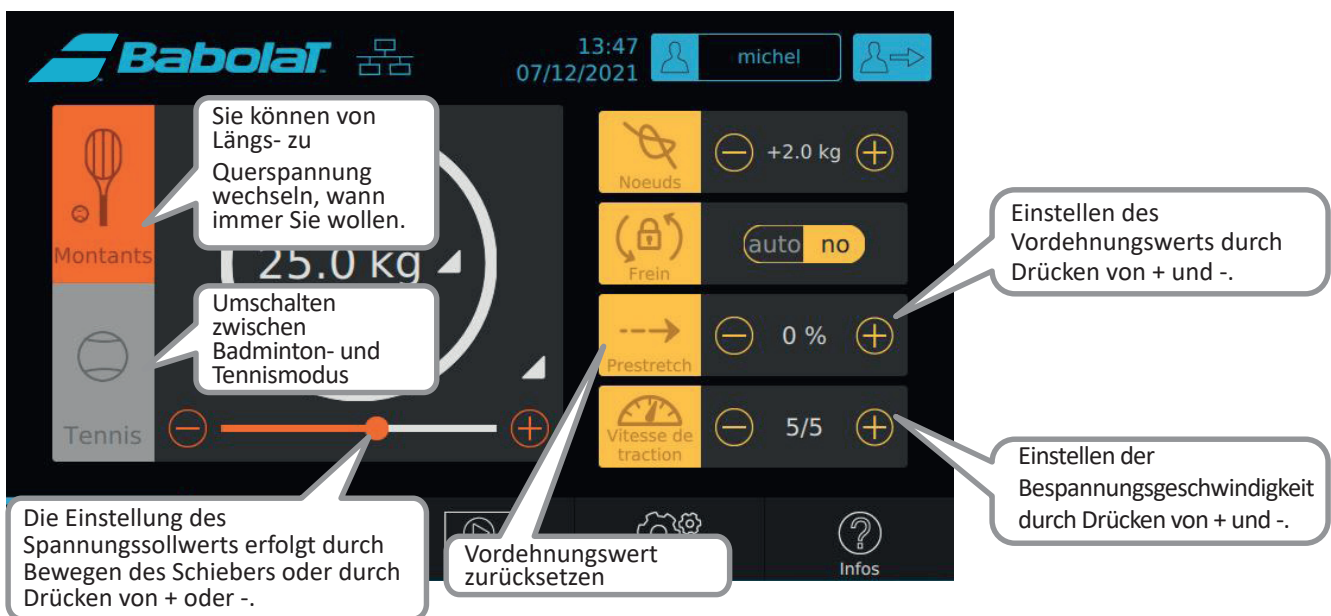 BabolaT
13:47
07/12/2021
michel
Sie können von
Längs- zu
Querspannung
wechseln, wann
immer Sie wollen.
Montants
25.0 kg
Umschalten
zwischen
Badminton- und
Tennismodus
Tennis
Noeuds
+2.0 kg
Frein
auto no
Prestretch
0 %
Vitesse de
traction
5/5
Einstellen des
Vordehnungswerts durch
Drücken von + und -.
Einstellen der
Bespannungsgeschwindigkeit
durch Drücken von + und -.
Die Einstellung des
Spannungssollwerts erfolgt durch
Bewegen des Schiebers oder durch
Drücken von + oder -.
Vordehnungswert
zurücksetzen
Infos